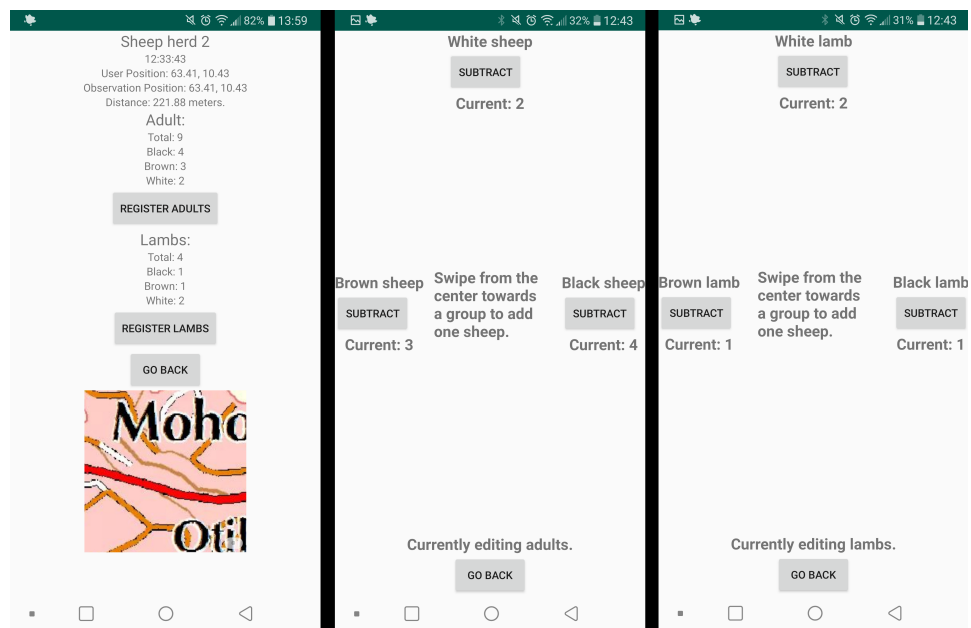 82% 13:59
Sheep herd 2
12:33:43
User Position: 63.41, 10.43
Observation Position: 63.41, 10.43
Distance: 221.88 meters.
Adult:
Total: 9
Black: 4
Brown: 3
White: 2
REGISTER ADULTS
Lambs:
Total: 4
Black: 1
Brown: 1
White: 2
REGISTER LAMBS
GO BACK
Moho
Otil
32% 12:43
White sheep
SUBTRACT
Current: 2
Brown sheep
SUBTRACT
Current: 3
Swipe from the
center towards
a group to add
one sheep.
Black sheep
SUBTRACT
Current: 4
Currently editing adults.
GO BACK
31% 12:43
White lamb
SUBTRACT
Current: 2
Brown lamb
SUBTRACT
Current: 1
Swipe from the
center towards
a group to add
one sheep.
Black lamb
SUBTRACT
Current: 1
Currently editing lambs.
GO BACK